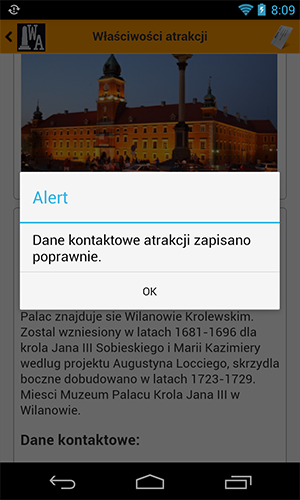 8:09
WA
Właściwości atrakcji
Alert
Dane kontaktowe atrakcji zapisano
poprawnie.
OK
Palac znajduje sie Wilanowie Krolewskim.
Zostal wzniesiony w latach 1681-1696 dla
krola Jana III Sobieskiego i Marii Kazimiery
wedlug projektu Augustyna Locciego, skrzydla
boczne dobudowano w latach 1723-1729.
Miesci Muzeum Palacu Krola Jana III w
Wilanowie.
Dane kontaktowe: